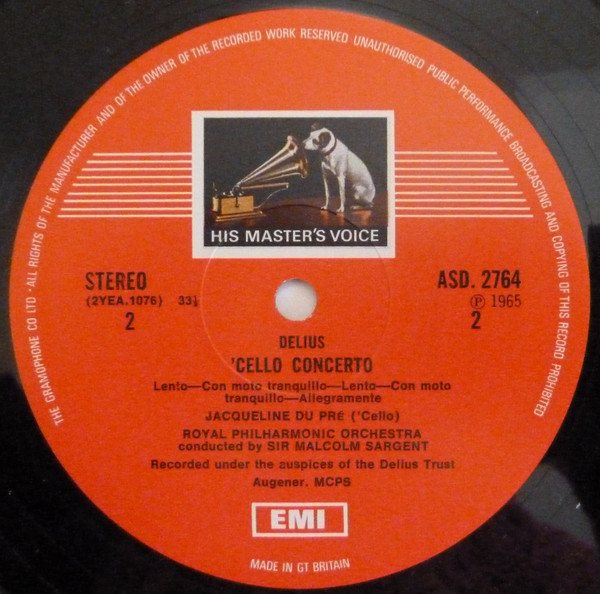 THE GRAMOPHONE CO LTD · ALL RIGHTS OF THE MANUFACTURER AND OF THE OWNER OF THE RECORDED WORK RESERVED UNAUTHORISED PUBLIC PERFORMANCE BROADCASTING AND COPYING OF THIS RECORD PROHIBITED
HIS MASTER'S VOICE
STEREO
(2YEA.1076) 33⅓
2
ASD. 2764
℗ 1965
2
DELIUS
'CELLO CONCERTO
Lento—Con moto tranquillo—Lento—Con moto
tranquillo—Allegramente
JACQUELINE DU PRÉ ('Cello)
ROYAL PHILHARMONIC ORCHESTRA
conducted by SIR MALCOLM SARGENT
Recorded under the auspices of the Delius Trust
Augener. MCPS
EMI
MADE IN GT BRITAIN